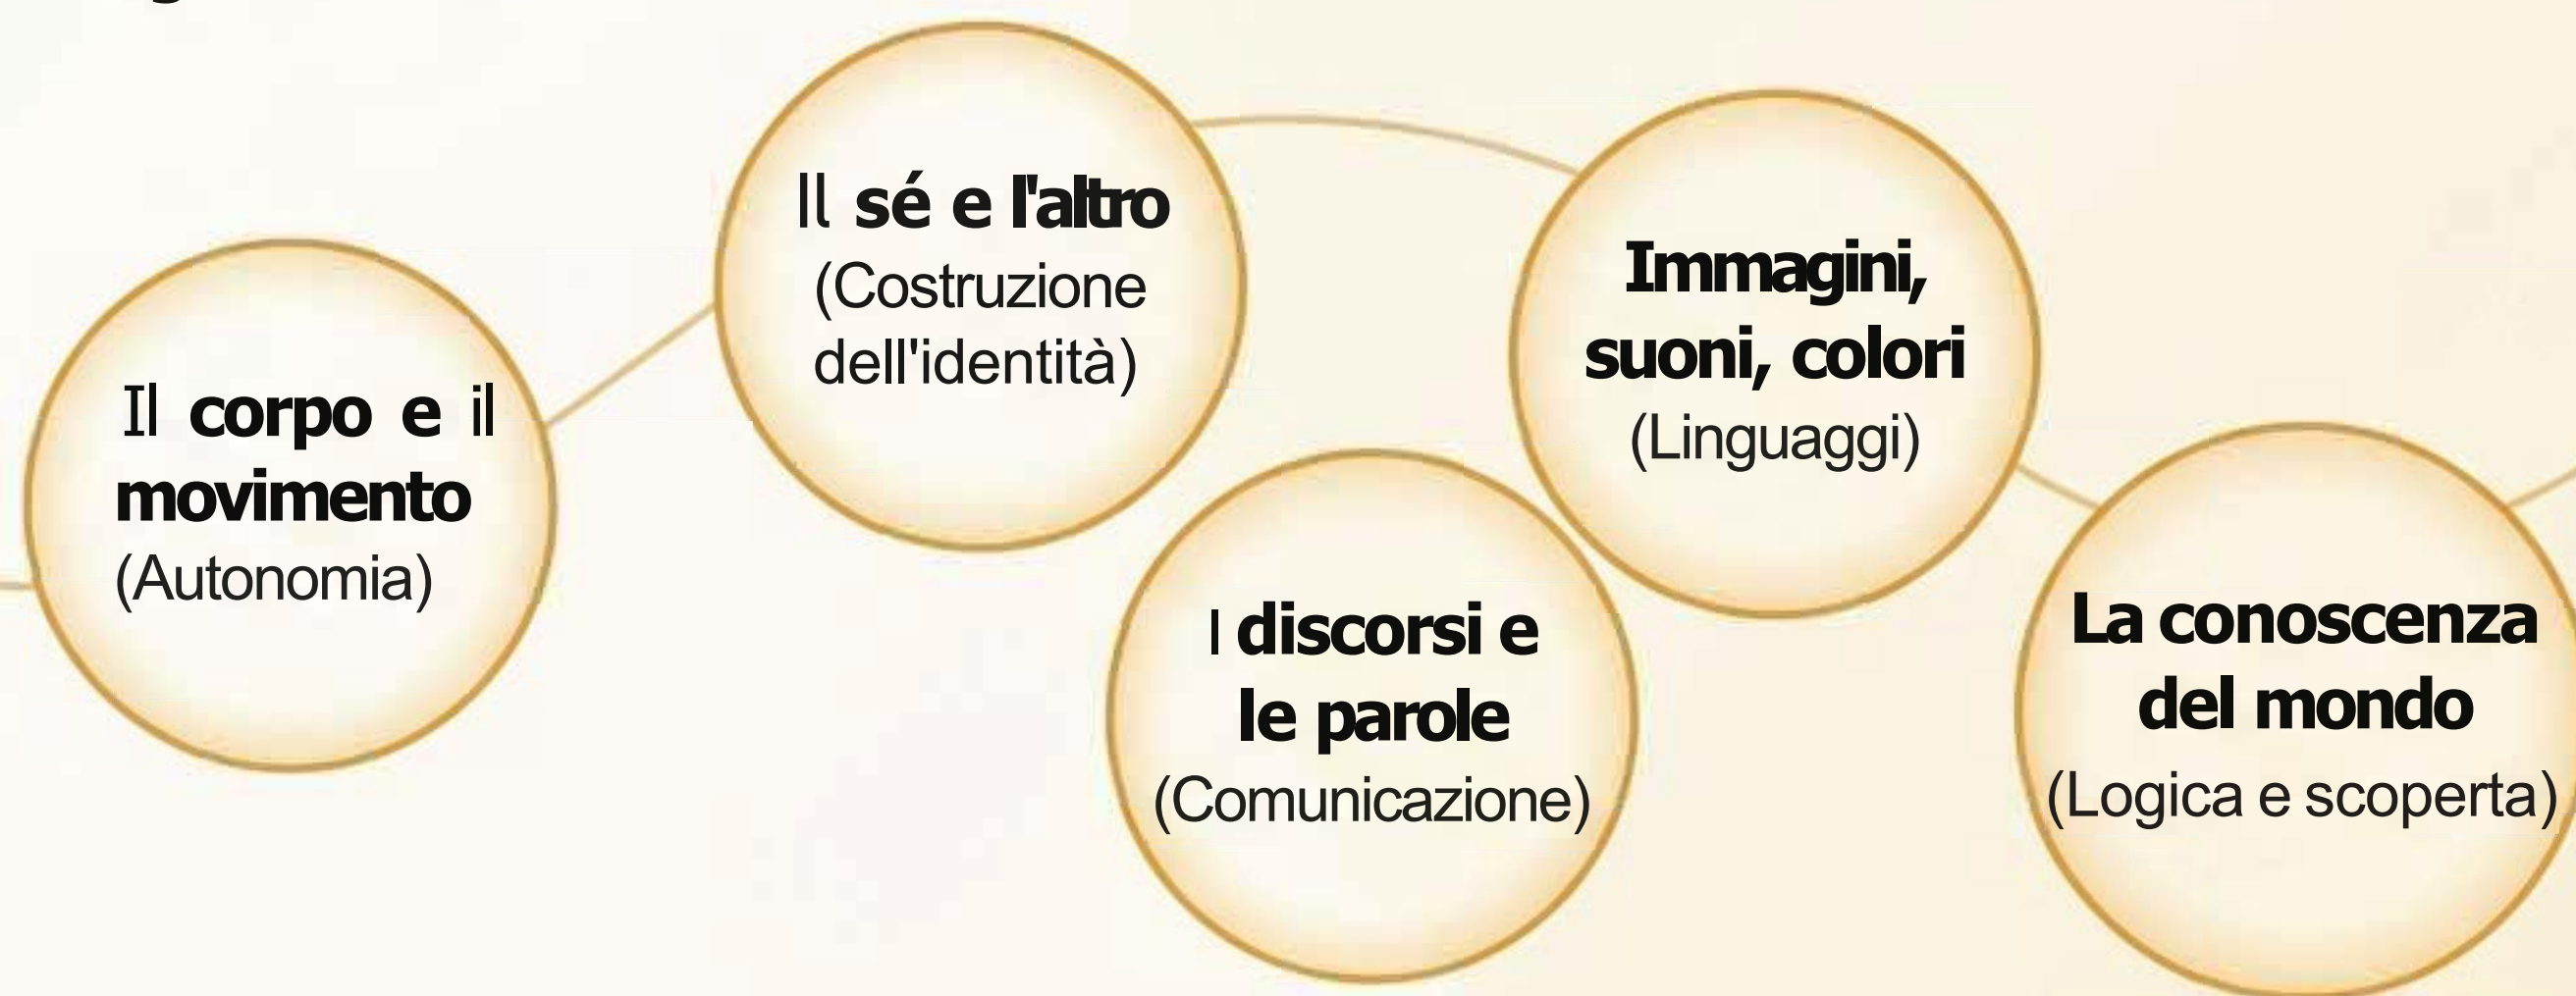 Il corpo e il
movimento
(Autonomia)
Il sé e l'altro
(Costruzione
dell'identità)
Immagini,
suoni, colori
(Linguaggi)
I discorsi e
le parole
(Comunicazione)
La conoscenza
del mondo
(Logica e scoperta)